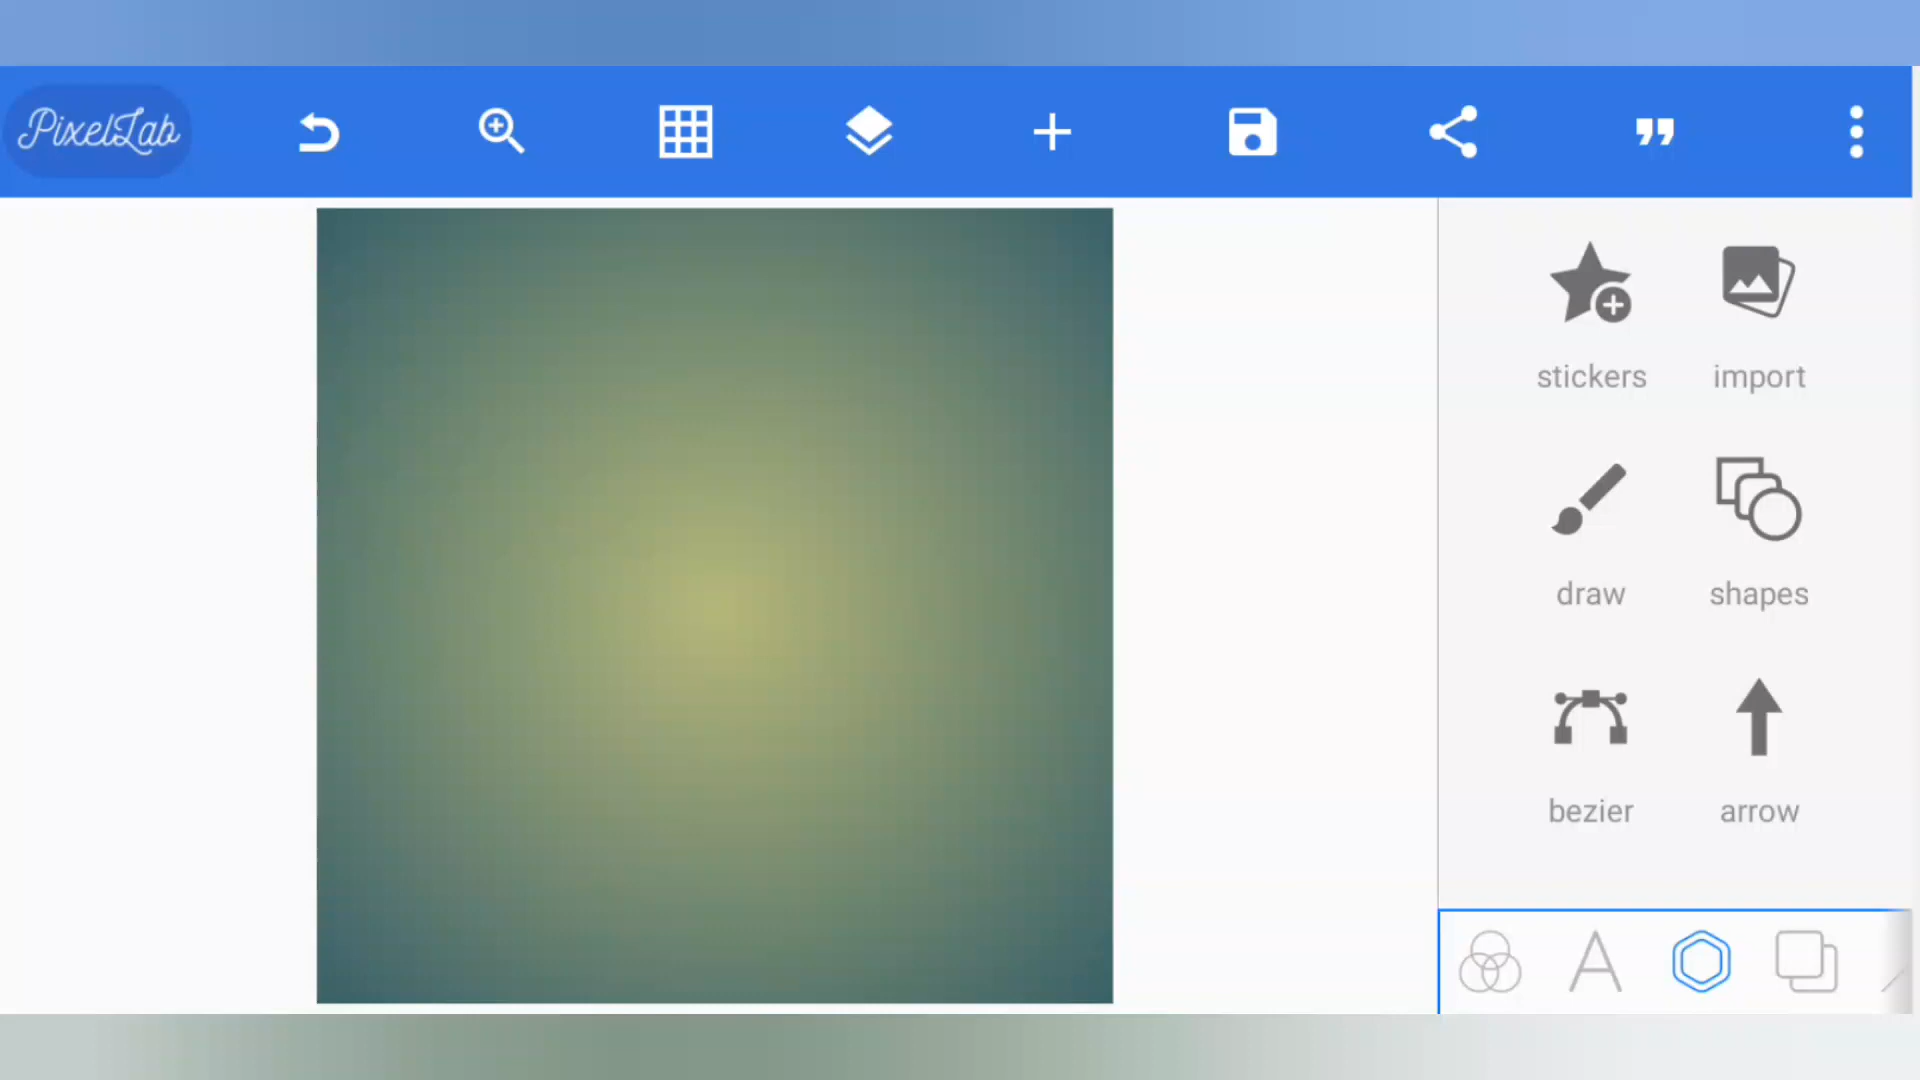 PixelLab
stickers
import
draw
shapes
bezier
arrow